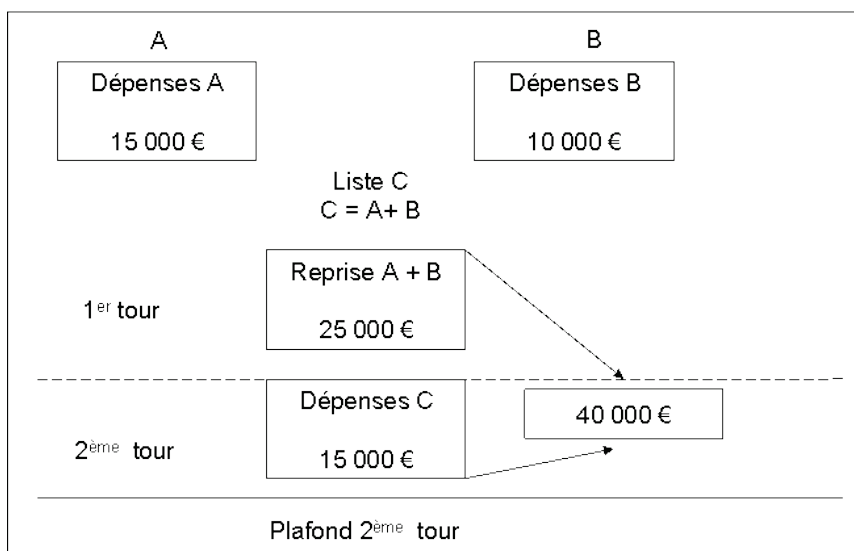 A
B
Dépenses A
15 000 €
Dépenses B
10 000 €
Liste C
C = A+ B
Reprise A + B
25 000 €
1er tour
Dépenses C
15 000 €
40 000 €
2ème tour
Plafond 2ème tour